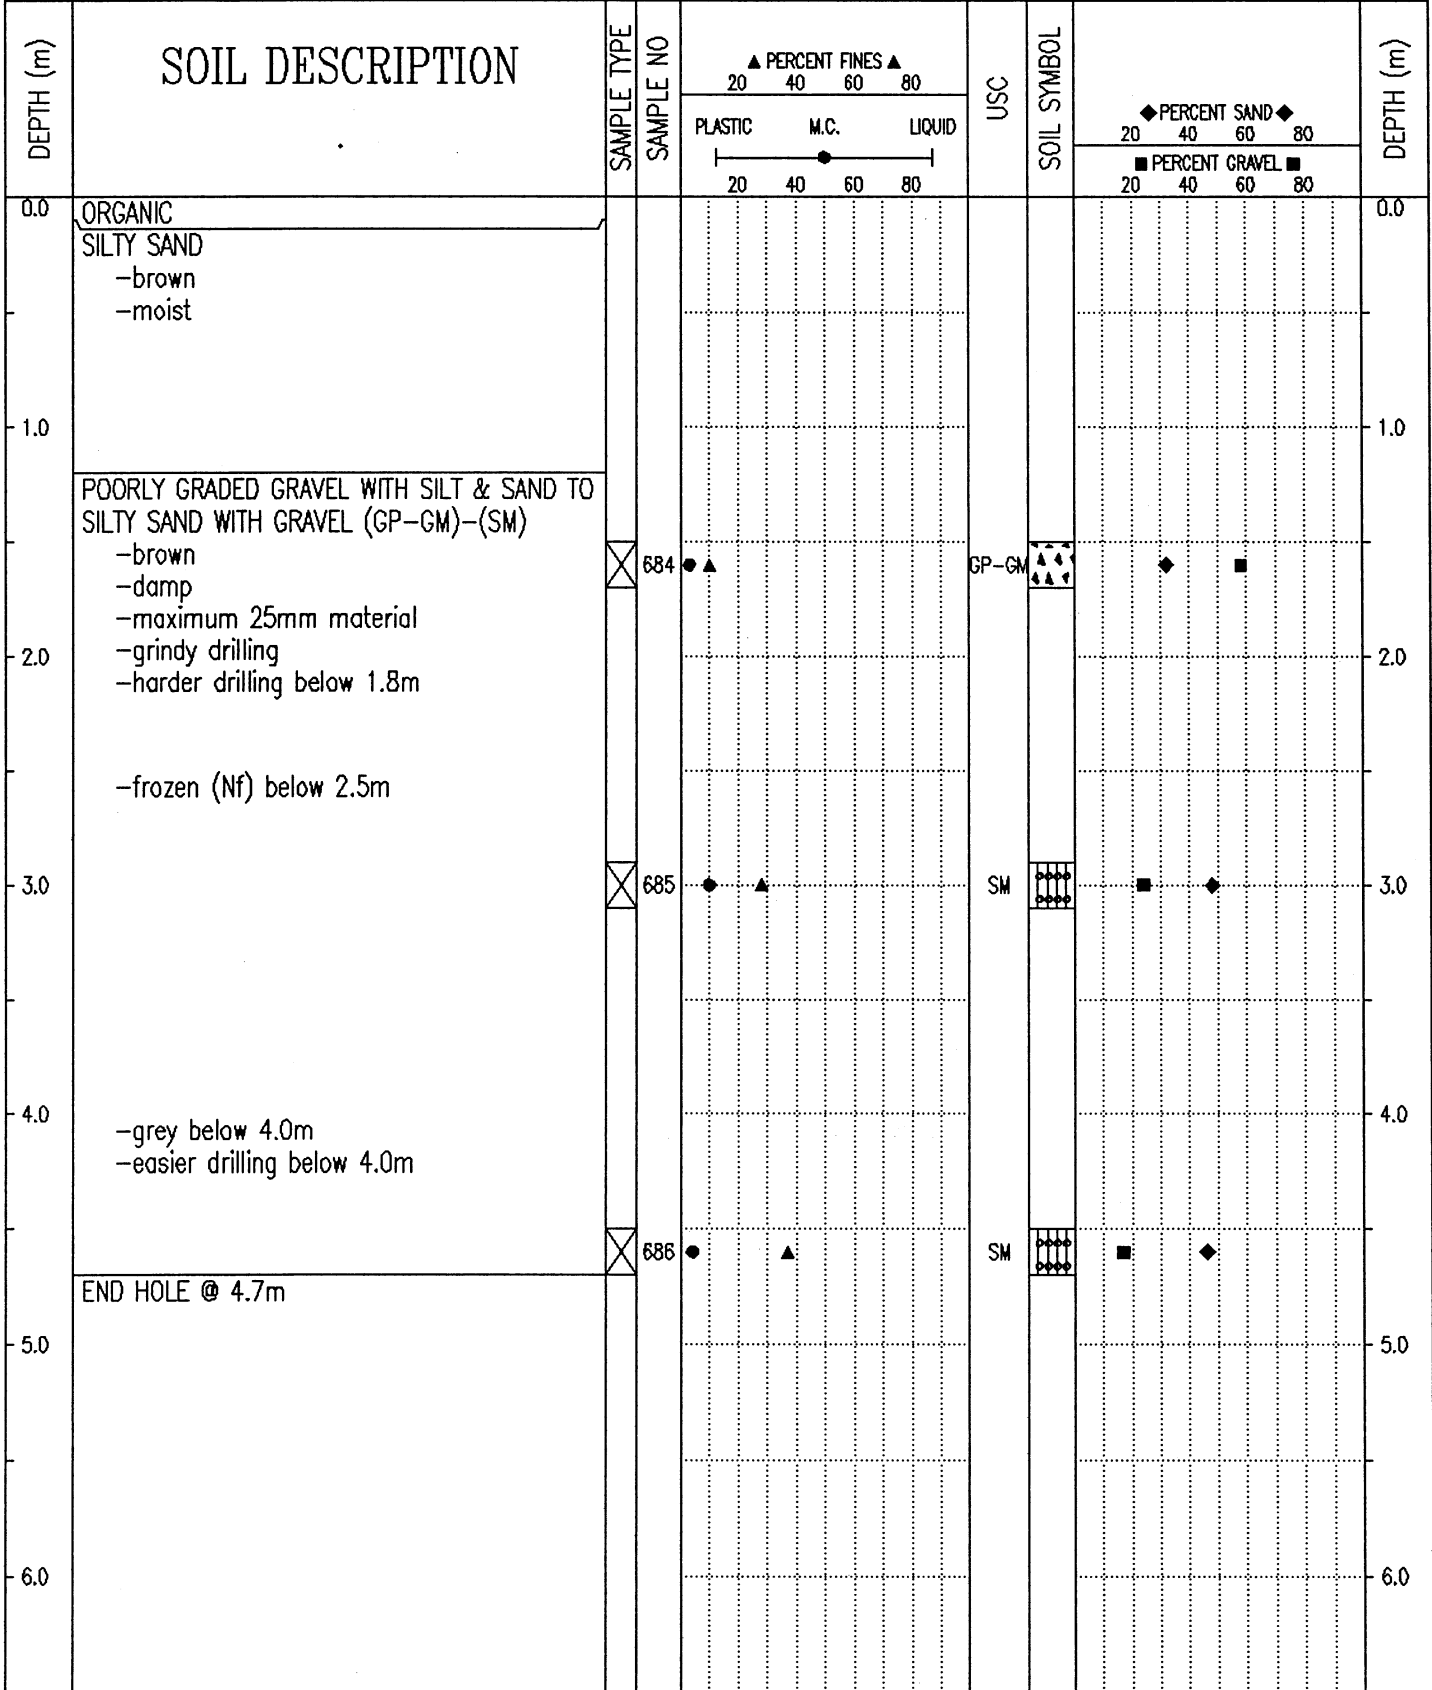 DEPTH (m)
SOIL DESCRIPTION
SAMPLE TYPE
SAMPLE NO
▲ PERCENT FINES ▲
20 40 60 80
PLASTIC M.C. LIQUID
20 40 60 80
USC
SOIL SYMBOL
◆PERCENT SAND◆
20 40 60 80
■ PERCENT GRAVEL ■
20 40 60 80
DEPTH (m)
0.0 ORGANIC 0.0
SILTY SAND
-brown
-moist
1.0 1.0
POORLY GRADED GRAVEL WITH SILT & SAND TO
SILTY SAND WITH GRAVEL (GP-GM)-(SM)
-brown
684 GP-GM
-damp
-maximum 25mm material
-grindy drilling
2.0 2.0
-harder drilling below 1.8m
-frozen (Nf) below 2.5m
3.0 685 SM 3.0
4.0 4.0
-grey below 4.0m
-easier drilling below 4.0m
686 SM
END HOLE @ 4.7m
5.0 5.0
6.0 6.0